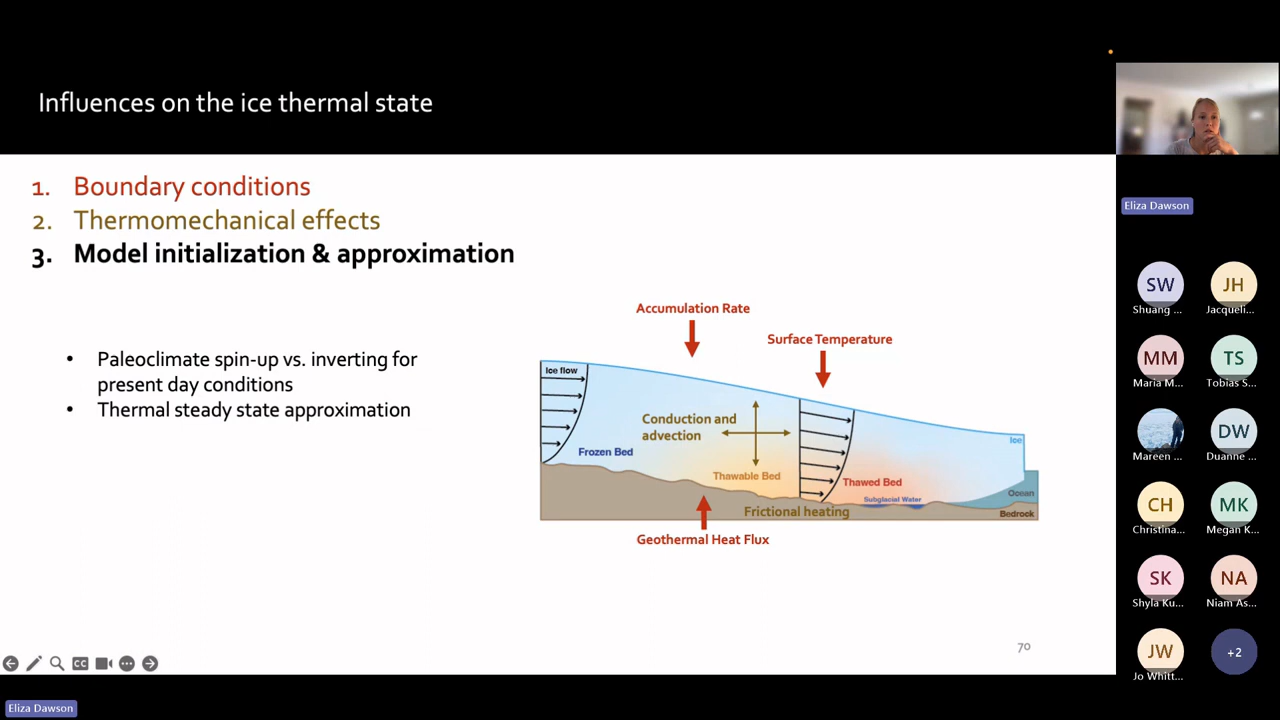 Influences on the ice thermal state
1. Boundary conditions
2. Thermomechanical effects
3. Model initialization & approximation
• Paleoclimate spin-up vs. inverting for
present day conditions
• Thermal steady state approximation
Accumulation Rate
Surface Temperature
Ice flow
Conduction and
advection
Ice
Frozen Bed
Thawable Bed
Thawed Bed
Subglacial Water
Ocean
Frictional heating
Bedrock
Geothermal Heat Flux
70
CC
Eliza Dawson
Eliza Dawson
SW
JH
Shuang ...
Jacqueli...
MM
TS
Maria M...
Tobias S...
DW
Mareen ...
Duanne ...
CH
MK
Christina...
Megan K...
SK
NA
Shyla Ku...
Niam As...
JW
+2
Jo Whitt...